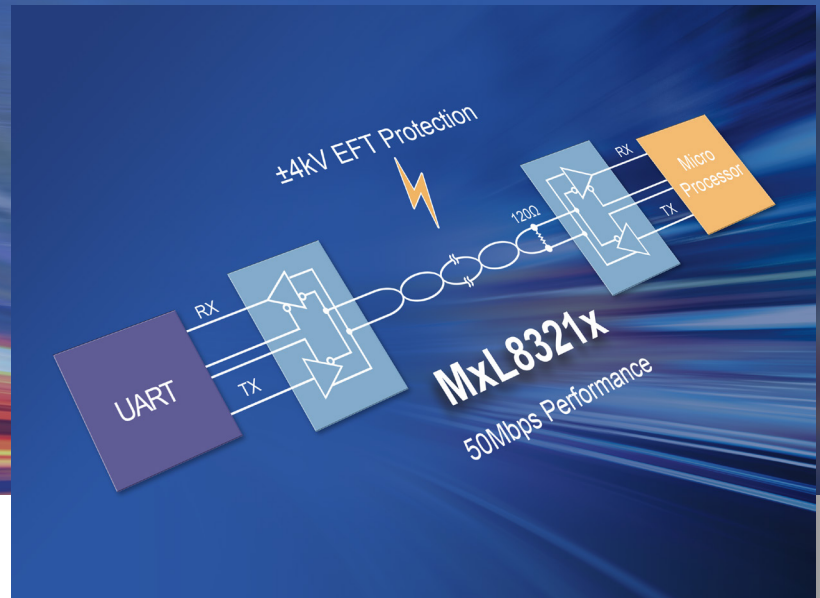 ±4kV EFT Protection
RX
Micro
Processor
TX
120Ω
RX
UART
TX
MxL8321x
50Mbps Performance